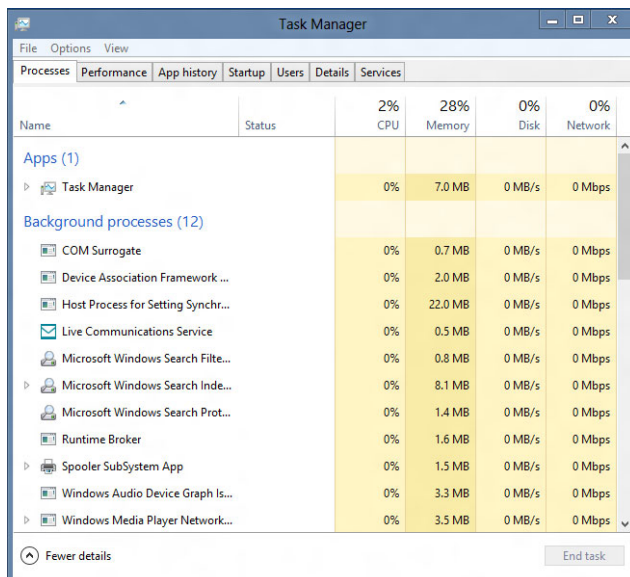 Task Manager
File Options View
Processes Performance App history Startup Users Details Services
2% 28% 0% 0%
Name Status CPU Memory Disk Network
Apps (1)
Task Manager 0% 7.0 MB 0 MB/s 0 Mbps
Background processes (12)
COM Surrogate 0% 0.7 MB 0 MB/s 0 Mbps
Device Association Framework ... 0% 2.0 MB 0 MB/s 0 Mbps
Host Process for Setting Synchr... 0% 22.0 MB 0 MB/s 0 Mbps
Live Communications Service 0% 0.5 MB 0 MB/s 0 Mbps
Microsoft Windows Search Filte... 0% 0.8 MB 0 MB/s 0 Mbps
Microsoft Windows Search Inde... 0% 8.1 MB 0 MB/s 0 Mbps
Microsoft Windows Search Prot... 0% 1.4 MB 0 MB/s 0 Mbps
Runtime Broker 0% 1.6 MB 0 MB/s 0 Mbps
Spooler SubSystem App 0% 1.5 MB 0 MB/s 0 Mbps
Windows Audio Device Graph Is... 0% 3.3 MB 0 MB/s 0 Mbps
Windows Media Player Network... 0% 3.5 MB 0 MB/s 0 Mbps
Fewer details End task